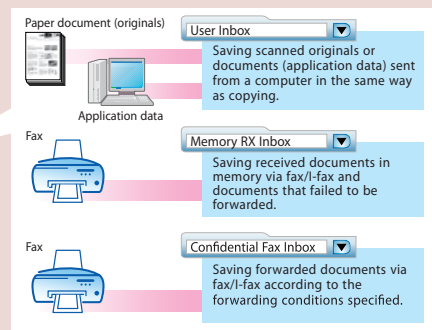 Paper document (originals)
User Inbox
Saving scanned originals or
documents (application data) sent
from a computer in the same way
as copying.
Application data
Fax
Memory RX Inbox
Saving received documents in
memory via fax/I-fax and
documents that failed to be
forwarded.
Fax
Confidential Fax Inbox
Saving forwarded documents via
fax/I-fax according to the
forwarding conditions specified.